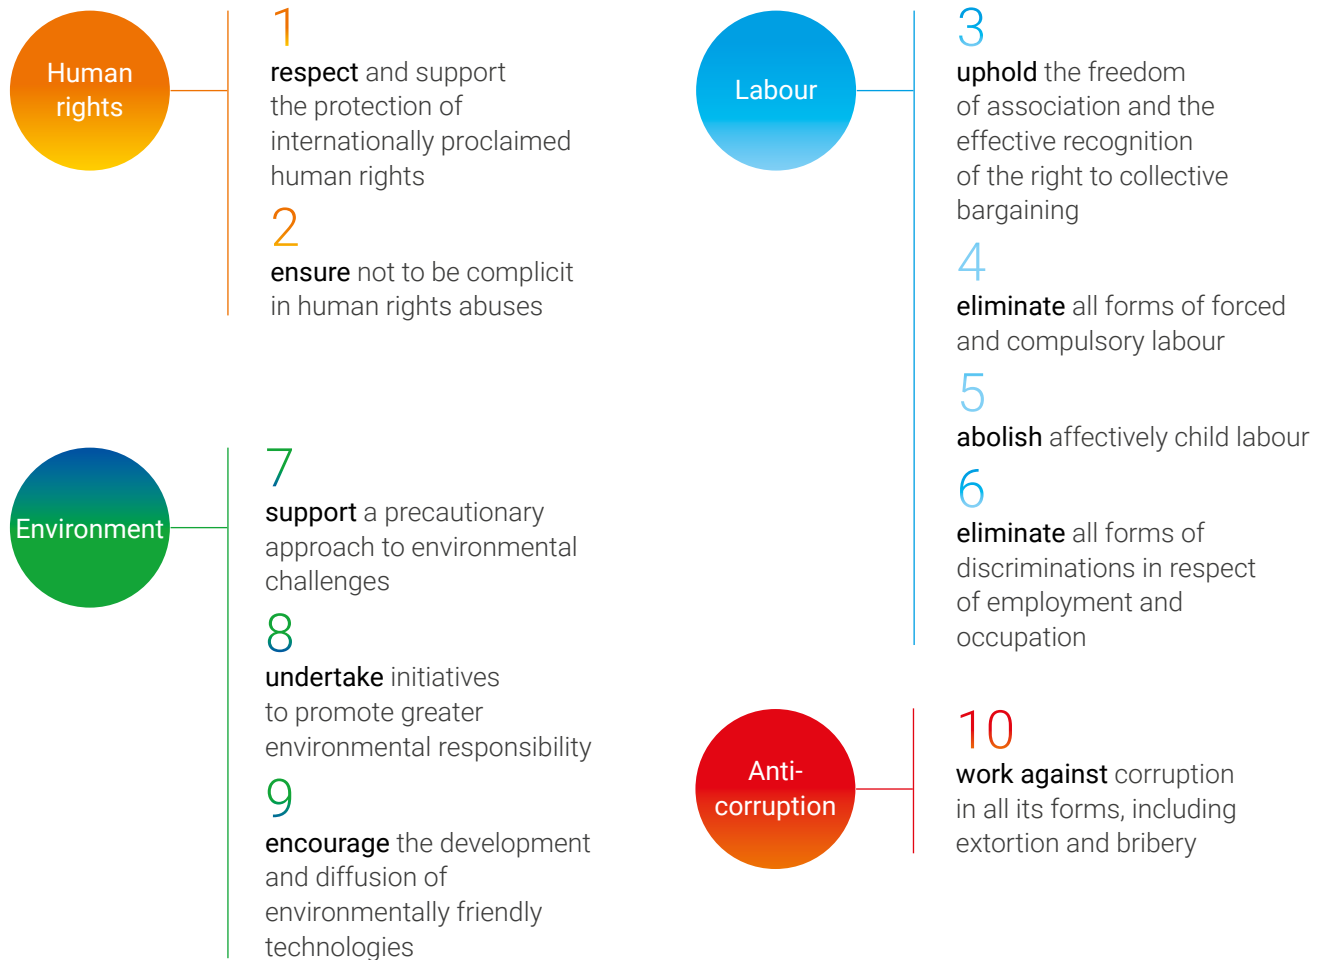 Human
rights
1
respect and support
the protection of
internationally proclaimed
human rights
2
ensure not to be complicit
in human rights abuses
Labour
3
uphold the freedom
of association and the
effective recognition
of the right to collective
bargaining
4
eliminate all forms of forced
and compulsory labour
5
abolish affectively child labour
6
eliminate all forms of
discriminations in respect
of employment and
occupation
Environment
7
support a precautionary
approach to environmental
challenges
8
undertake initiatives
to promote greater
environmental responsibility
9
encourage the development
and diffusion of
environmentally friendly
technologies
Anti-
corruption
10
work against corruption
in all its forms, including
extortion and bribery